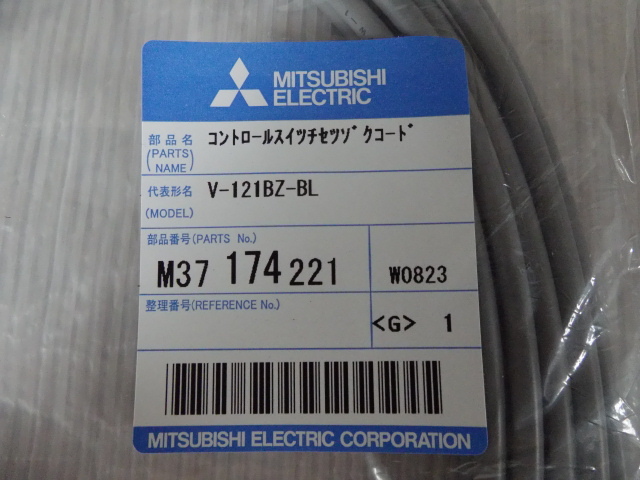 MITSUBISHI
ELECTRIC
部品名 コントロールスイツチセツゾクコード
(PARTS NAME)
代表形名 V-121BZ-BL
(MODEL)
部品番号(PARTS No.)
M37 174 221 W0823
整理番号(REFERENCE No.)
<G> 1
MITSUBISHI ELECTRIC CORPORATION